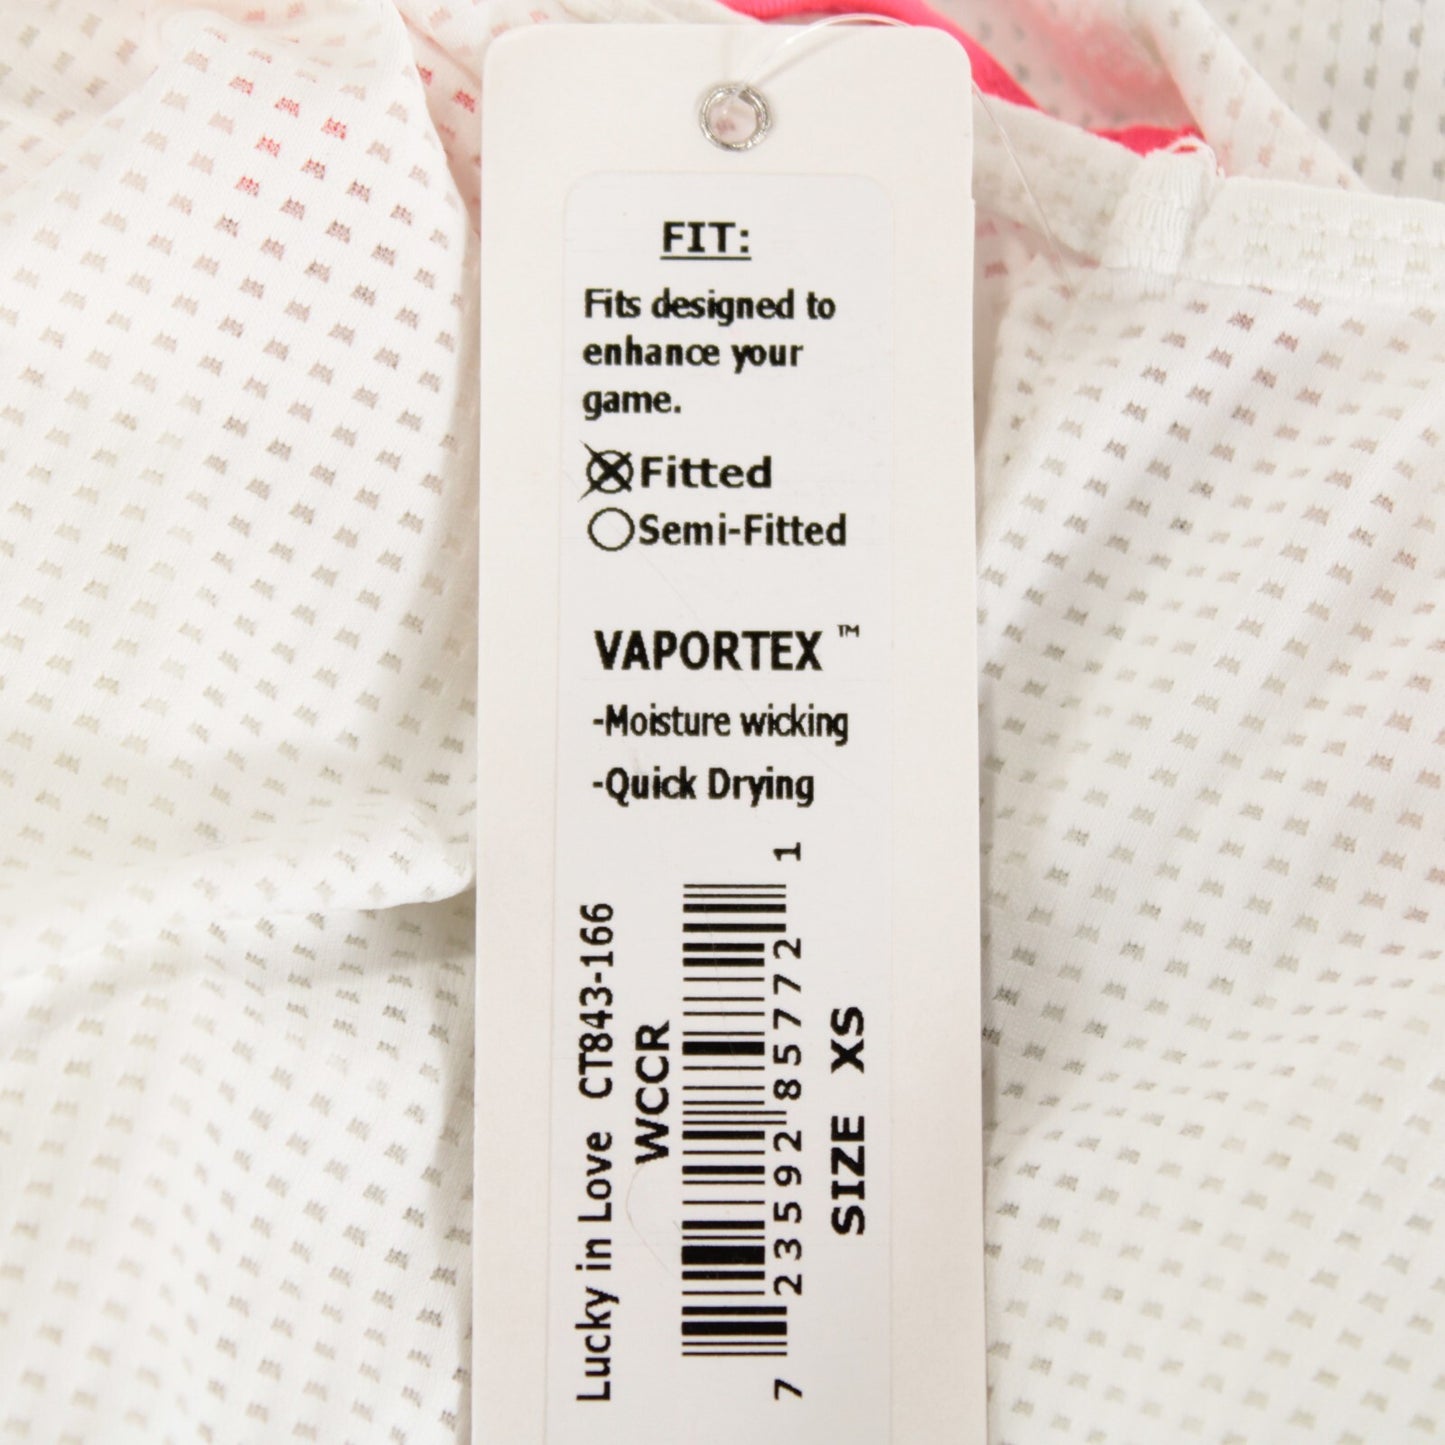 FIT:
Fits designed to
enhance your
game.
Fitted
Semi-Fitted
VAPORTEX ™
-Moisture wicking
-Quick Drying
Lucky in Love CT843-166
WCCR
7 23592 85772 1
SIZE XS